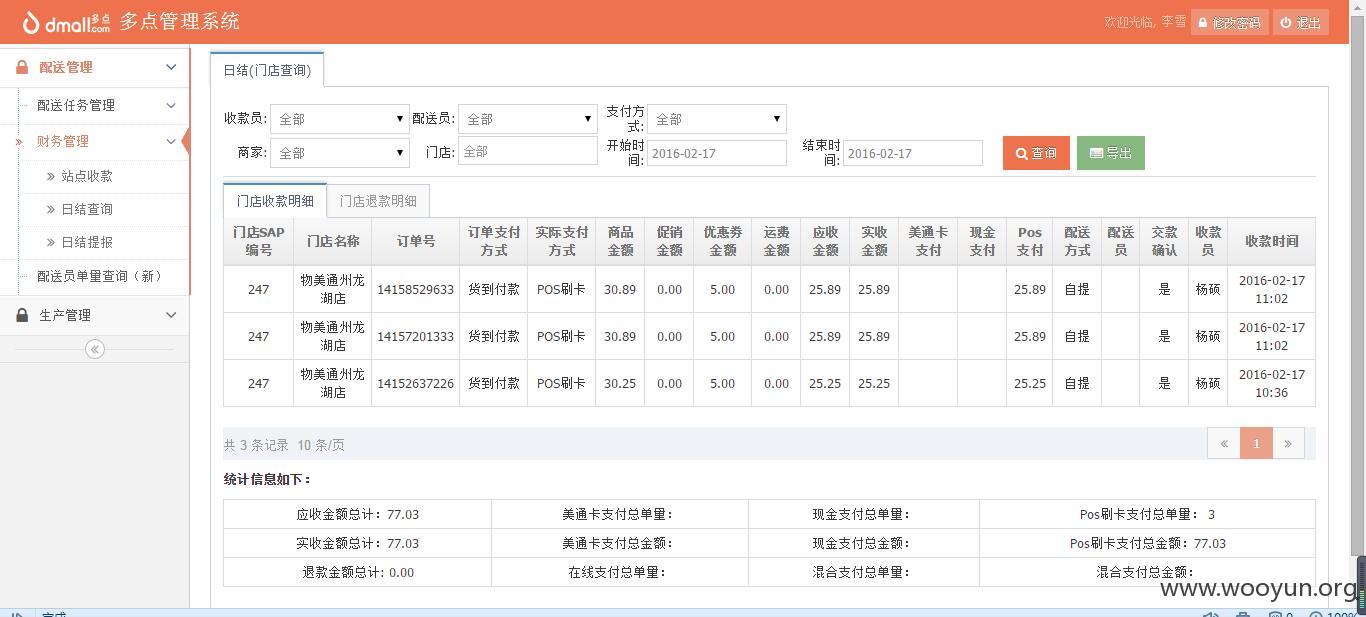 dmall多点.com 多点管理系统 欢迎光临, 李雪 修改密码 退出
配送管理
配送任务管理
财务管理
站点收款
日结查询
日结提报
配送员单量查询（新）
生产管理
日结(门店查询)
收款员: 全部 配送员: 全部 支付方式: 全部
商家: 全部 门店: 全部 开始时间: 2016-02-17 结束时间: 2016-02-17 查询 导出
门店收款明细 门店退款明细
门店SAP编号 门店名称 订单号 订单支付方式 实际支付方式 商品金额 促销金额 优惠劵金额 运费金额 应收金额 实收金额 美通卡支付 现金支付 Pos支付 配送方式 配送员 交款确认 收款员 收款时间
247 物美通州龙湖店 14158529633 货到付款 POS刷卡 30.89 0.00 5.00 0.00 25.89 25.89 25.89 自提 是 杨硕 2016-02-17 11:02
247 物美通州龙湖店 14157201333 货到付款 POS刷卡 30.89 0.00 5.00 0.00 25.89 25.89 25.89 自提 是 杨硕 2016-02-17 11:02
247 物美通州龙湖店 14152637226 货到付款 POS刷卡 30.25 0.00 5.00 0.00 25.25 25.25 25.25 自提 是 杨硕 2016-02-17 10:36
共 3 条记录 10 条/页 « 1 »
统计信息如下：
应收金额总计：77.03 美通卡支付总单量： 现金支付总单量： Pos刷卡支付总单量： 3
实收金额总计：77.03 美通卡支付总金额： 现金支付总金额： Pos刷卡支付总金额：77.03
退款金额总计: 0.00 在线支付总单量： 混合支付总单量： 混合支付总金额：
www.wooyun.org